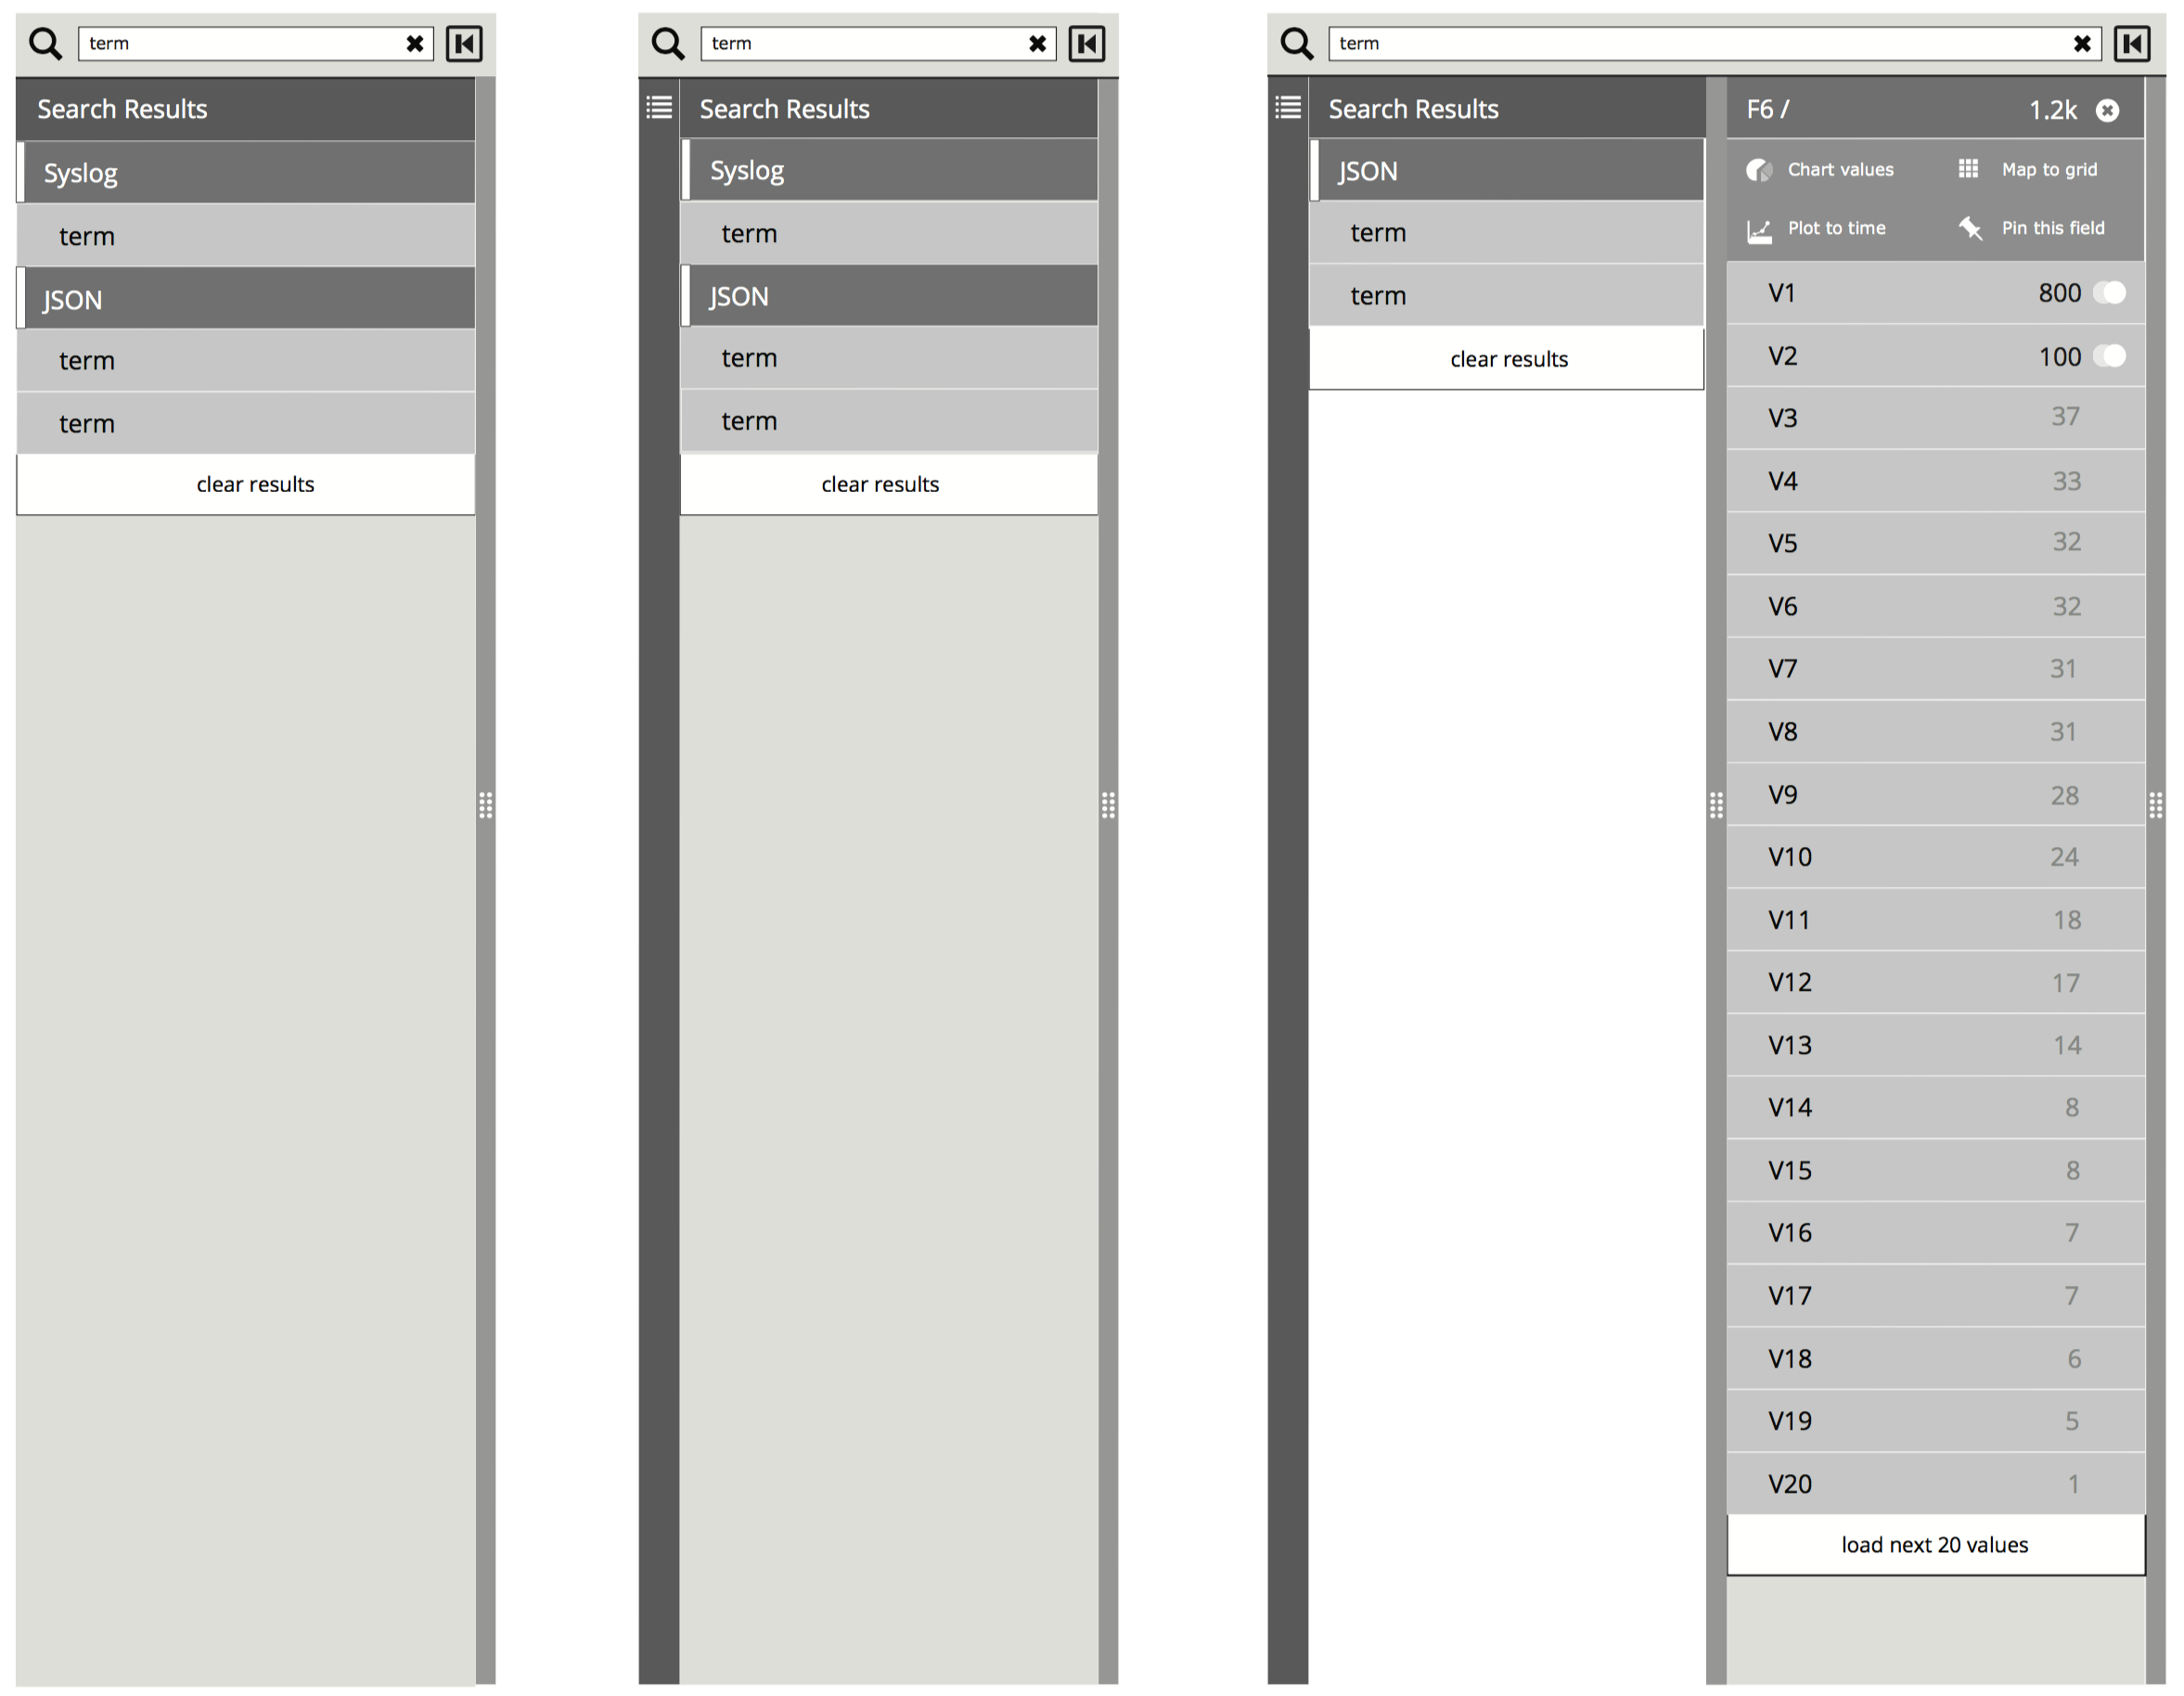 term
Search Results
Syslog
term
JSON
term
term
clear results
term
Search Results
Syslog
term
JSON
term
term
clear results
term
Search Results
JSON
term
term
clear results
F6 / 1.2k
Chart values Map to grid
Plot to time Pin this field
V1 800
V2 100
V3 37
V4 33
V5 32
V6 32
V7 31
V8 31
V9 28
V10 24
V11 18
V12 17
V13 14
V14 8
V15 8
V16 7
V17 7
V18 6
V19 5
V20 1
load next 20 values